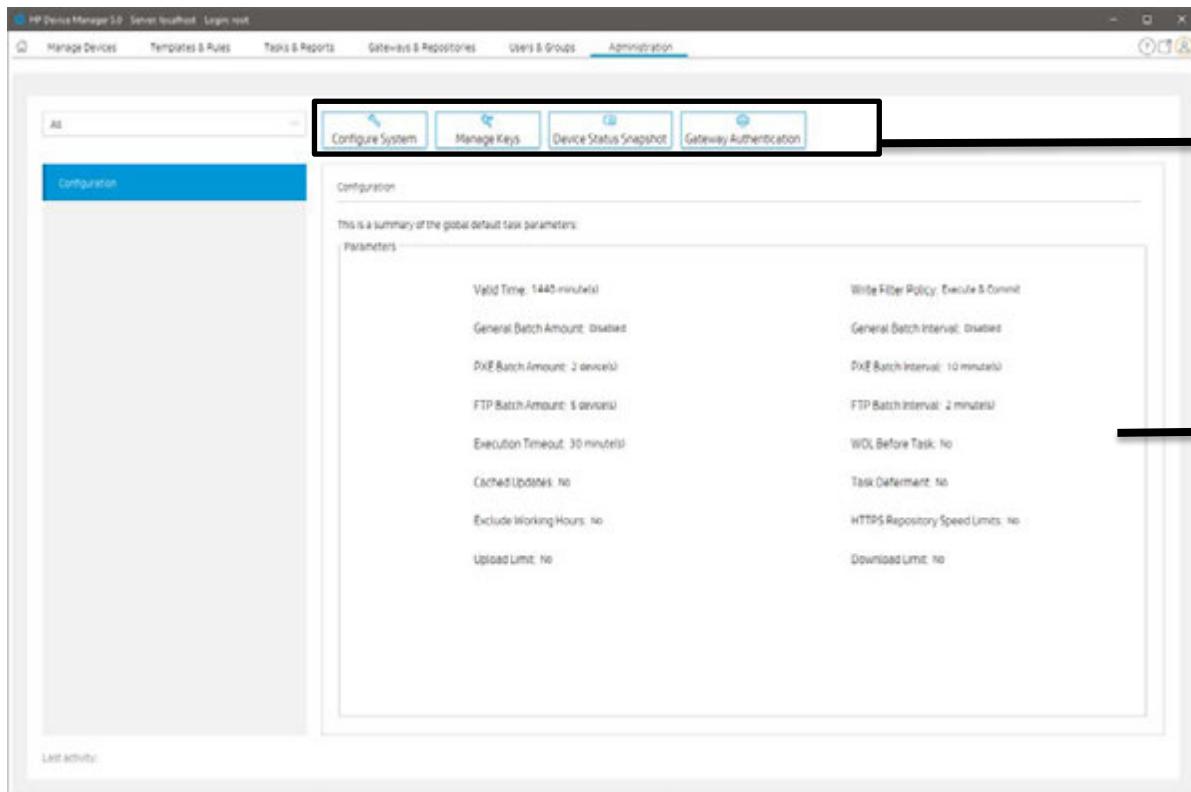 HP Device Manager 5.0 Server localhost Login: root
Manage Devices Templates & Rules Tasks & Reports Gateways & Repositories Users & Groups Administration
All
Configure System Manage Keys Device Status Snapshot Gateway Authentication
Configuration
Configuration
This is a summary of the global default task parameters:
Parameters
Valid Time: 1440 minute(s) Write Filter Policy: Execute & Commit
General Batch Amount: Disabled General Batch Interval: Disabled
PXE Batch Amount: 2 device(s) PXE Batch Interval: 10 minute(s)
FTP Batch Amount: 5 device(s) FTP Batch Interval: 2 minute(s)
Execution Timeout: 30 minute(s) WOL Before Task: No
Cached Updates: No Task Deferment: No
Exclude Working Hours: No HTTPS Repository Speed Limits: No
Upload Limit: No Download Limit: No
Last activity: